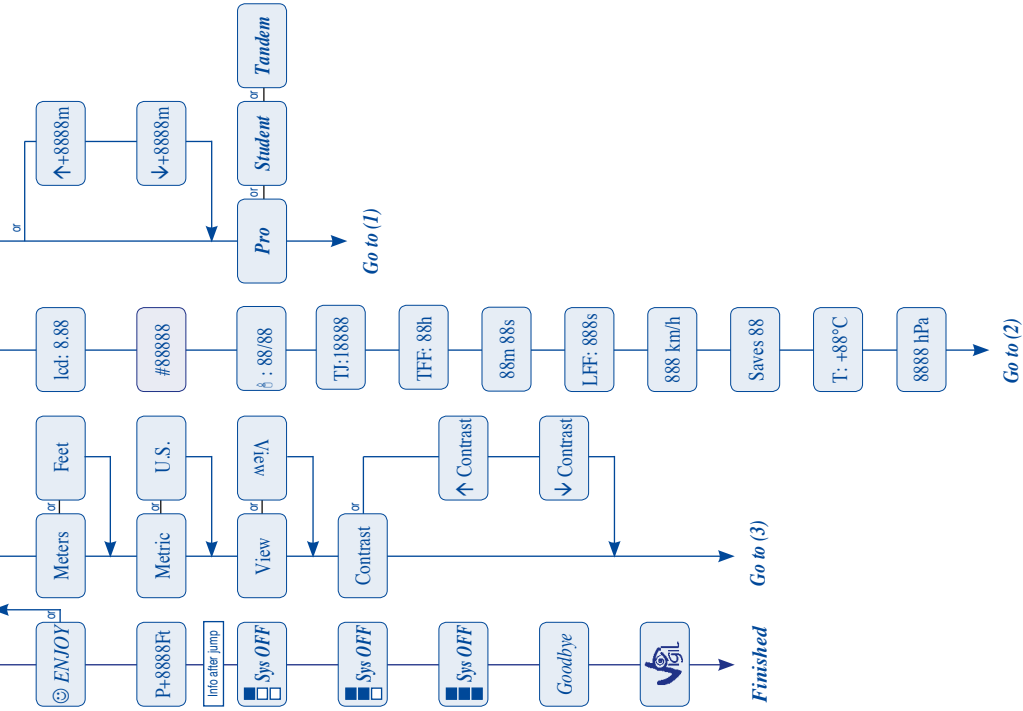 ☺ ENJOY
or
P+8888Ft
Info after jump
Sys OFF
Sys OFF
Sys OFF
Goodbye
Vigil
Finished
Meters
or
Feet
Metric
or
U.S.
View
or
View
Contrast
or
↑ Contrast
↓ Contrast
Go to (3)
lcd: 8.88
#88888
: 88/88
TJ:18888
TFF: 88h
88m 88s
LFF: 888s
888 km/h
Saves 88
T: +88°C
8888 hPa
Go to (2)
or
↑+8888m
↓+8888m
Pro
or
Student
or
Tandem
Go to (1)